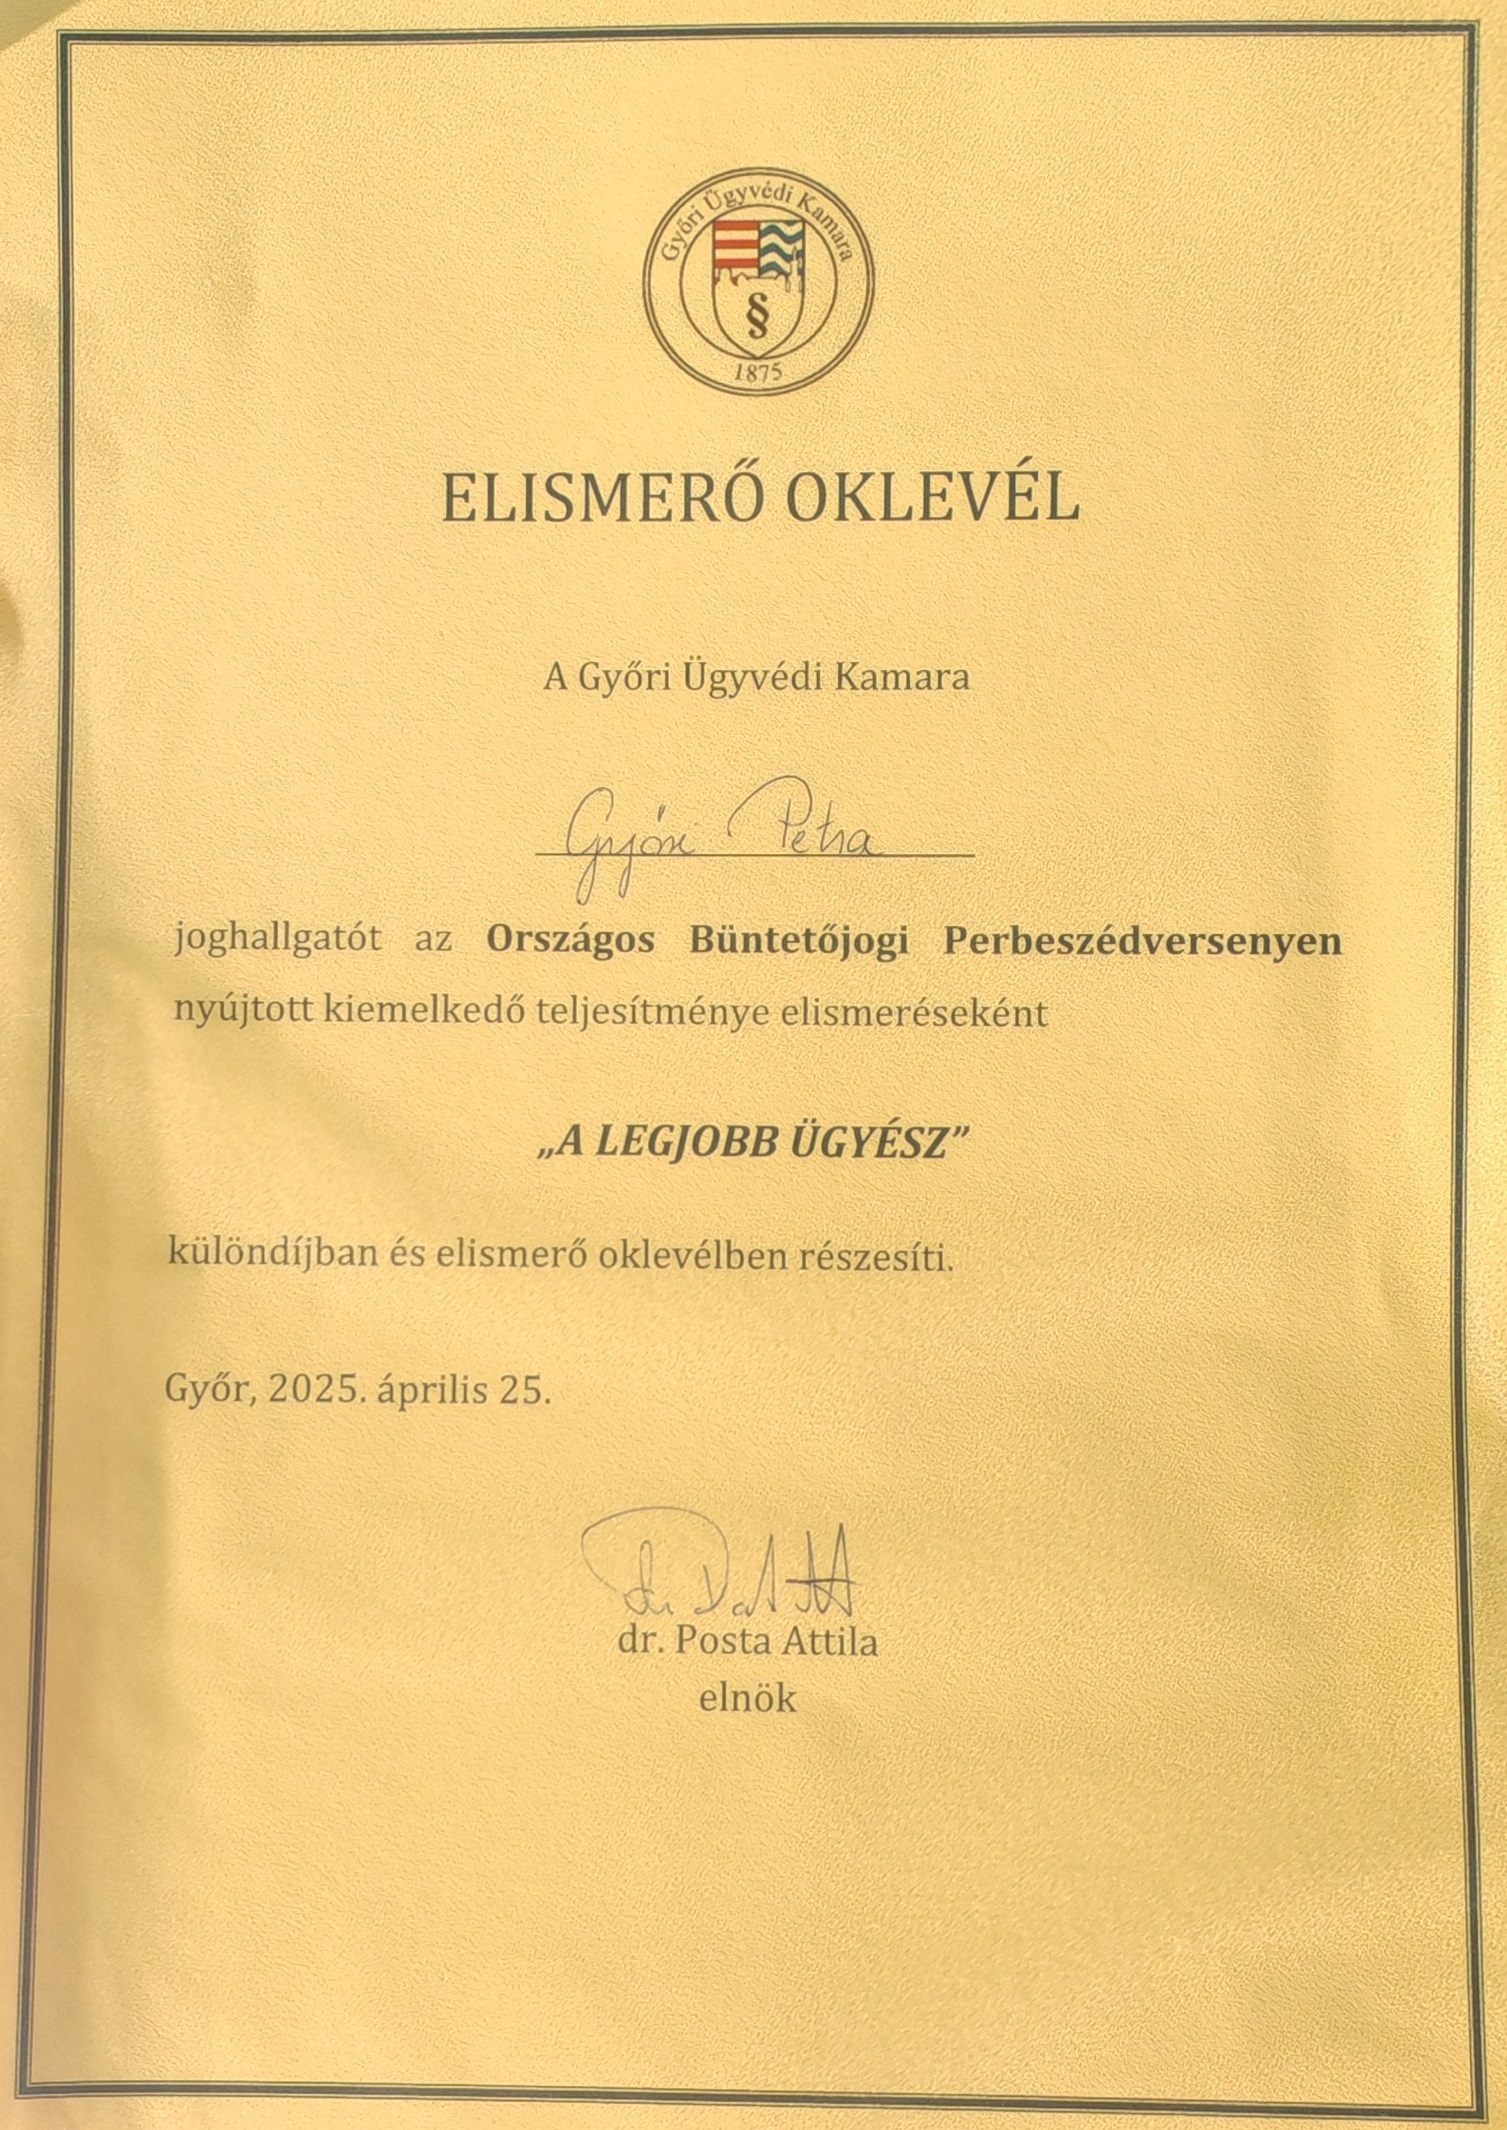 Győri Ügyvédi Kamara
§
1875
ELISMERŐ OKLEVÉL
A Győri Ügyvédi Kamara
Győri Petra
joghallgatót az Országos Büntetőjogi Perbeszédversenyen
nyújtott kiemelkedő teljesítménye elismeréseként
„A LEGJOBB ÜGYÉSZ”
különdíjban és elismerő oklevélben részesíti.
Győr, 2025. április 25.
dr. Posta Attila
elnök